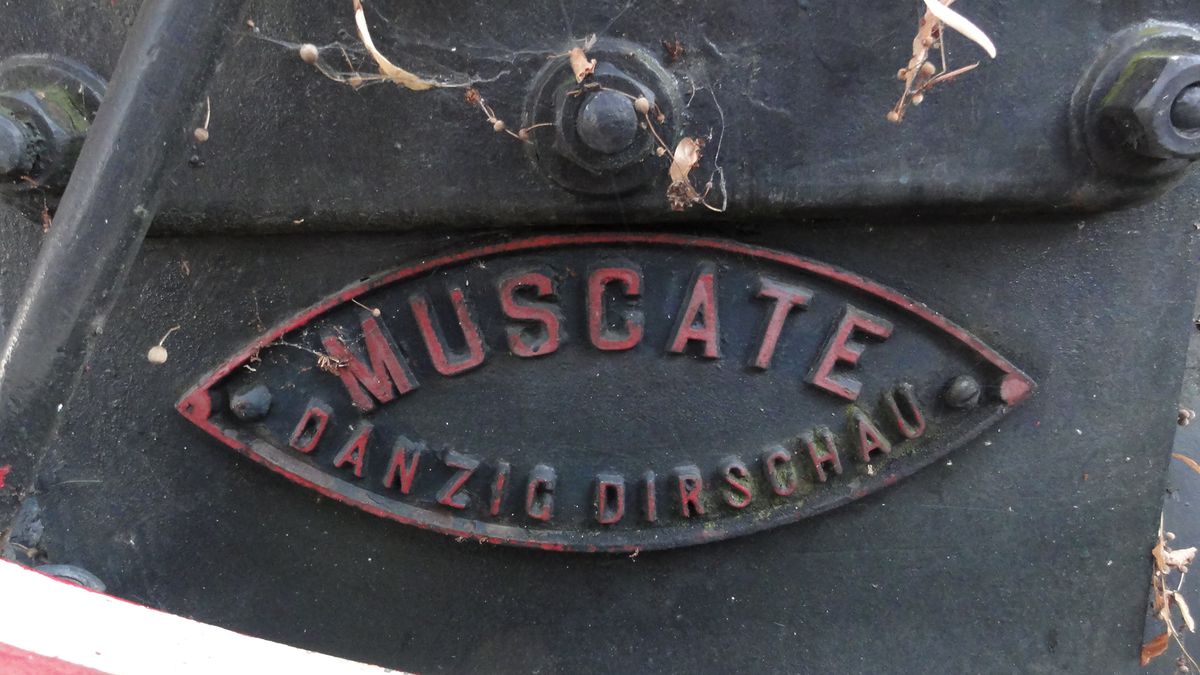 MUSCATE
DANZIG DIRSCHAU